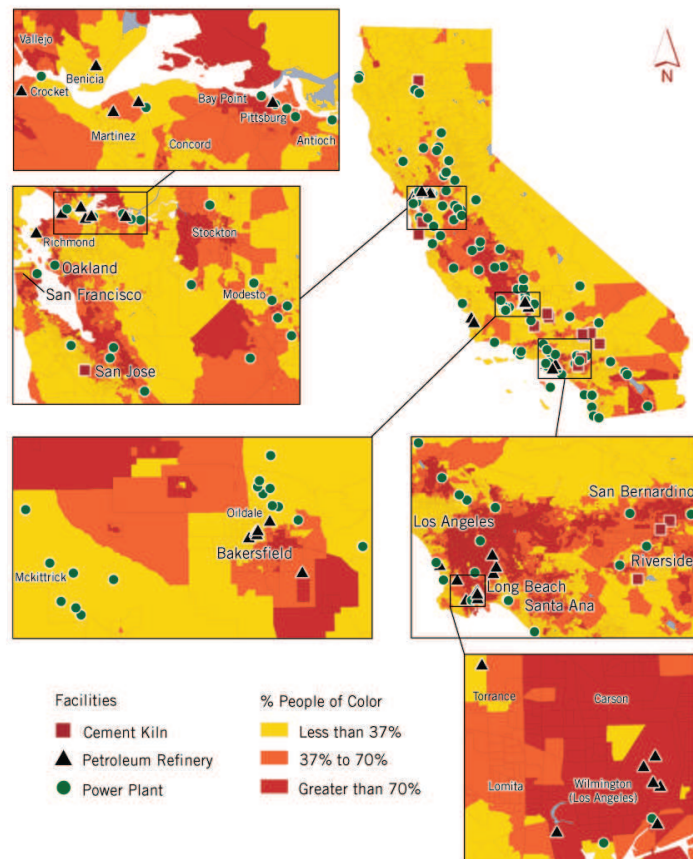 Vallejo
Benicia
Crocket
Bay Point
Pittsburg
Martinez
Concord
Antioch
N
Richmond
Stockton
Oakland
San Francisco
Modesto
San Jose
Oildale
Bakersfield
Mckittrick
San Bernardino
Los Angeles
Riverside
Long Beach
Santa Ana
Torrance
Carson
Lomita
Wilmington
(Los Angeles)
Facilities
Cement Kiln
Petroleum Refinery
Power Plant
% People of Color
Less than 37%
37% to 70%
Greater than 70%